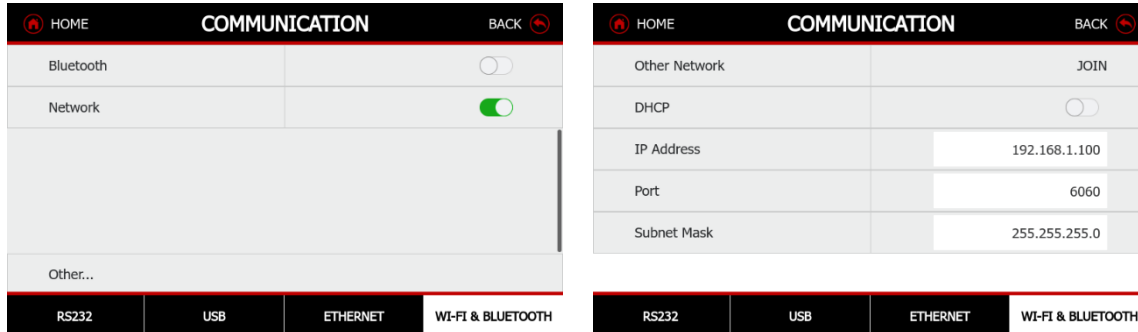 HOME COMMUNICATION BACK
Bluetooth
Network
Other...
RS232 USB ETHERNET WI-FI & BLUETOOTH
HOME COMMUNICATION BACK
Other Network JOIN
DHCP
IP Address 192.168.1.100
Port 6060
Subnet Mask 255.255.255.0
RS232 USB ETHERNET WI-FI & BLUETOOTH